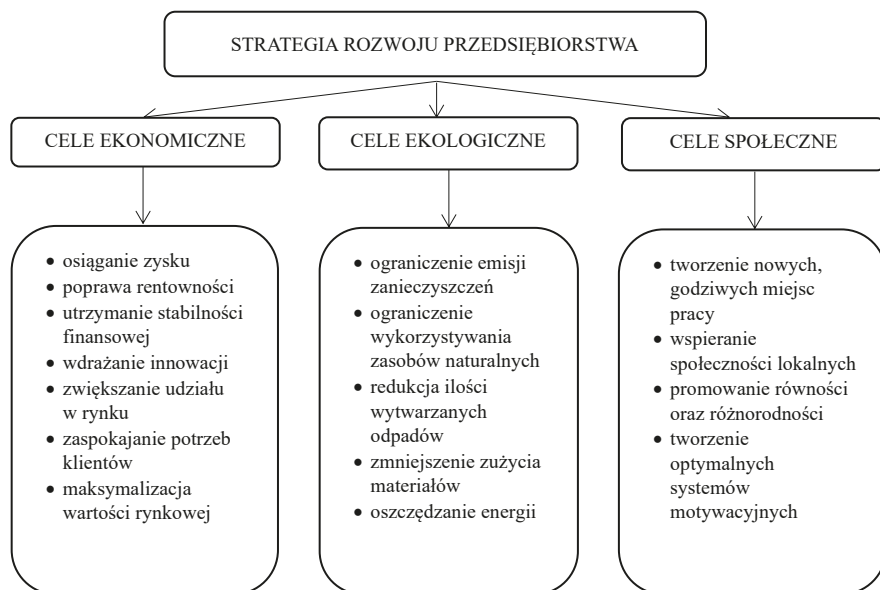 STRATEGIA ROZWOJU PRZEDSIĘBIORSTWA
CELE EKONOMICZNE
• osiąganie zysku
• poprawa rentowności
• utrzymanie stabilności
finansowej
• wdrażanie innowacji
• zwiększanie udziału
w rynku
• zaspokajanie potrzeb
klientów
• maksymalizacja
wartości rynkowej
CELE EKOLOGICZNE
• ograniczenie emisji
zanieczyszczeń
• ograniczenie
wykorzystywania
zasobów naturalnych
• redukcja ilości
wytwarzanych
odpadów
• zmniejszenie zużycia
materiałów
• oszczędzanie energii
CELE SPOŁECZNE
• tworzenie nowych,
godziwych miejsc
pracy
• wspieranie
społeczności lokalnych
• promowanie równości
oraz różnorodności
• tworzenie
optymalnych
systemów
motywacyjnych